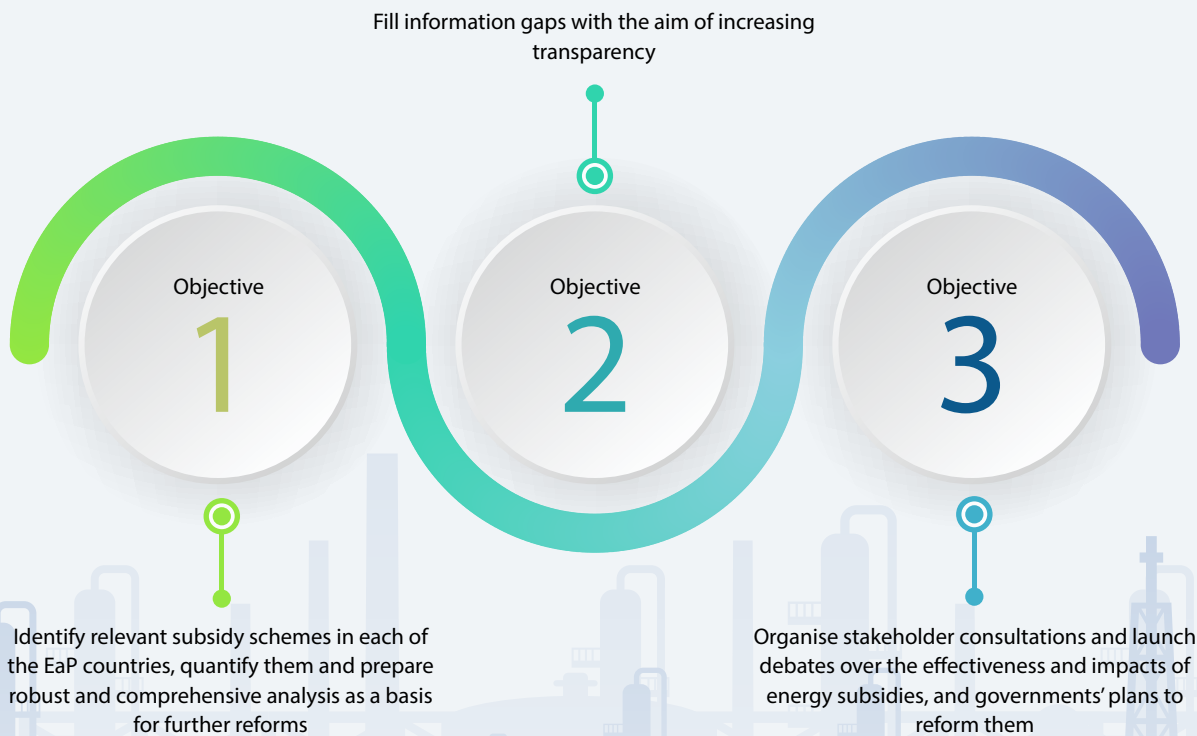 Fill information gaps with the aim of increasing
transparency
Objective
1
Objective
2
Objective
3
Identify relevant subsidy schemes in each of
the EaP countries, quantify them and prepare
robust and comprehensive analysis as a basis
for further reforms
Organise stakeholder consultations and launch
debates over the effectiveness and impacts of
energy subsidies, and governments’ plans to
reform them